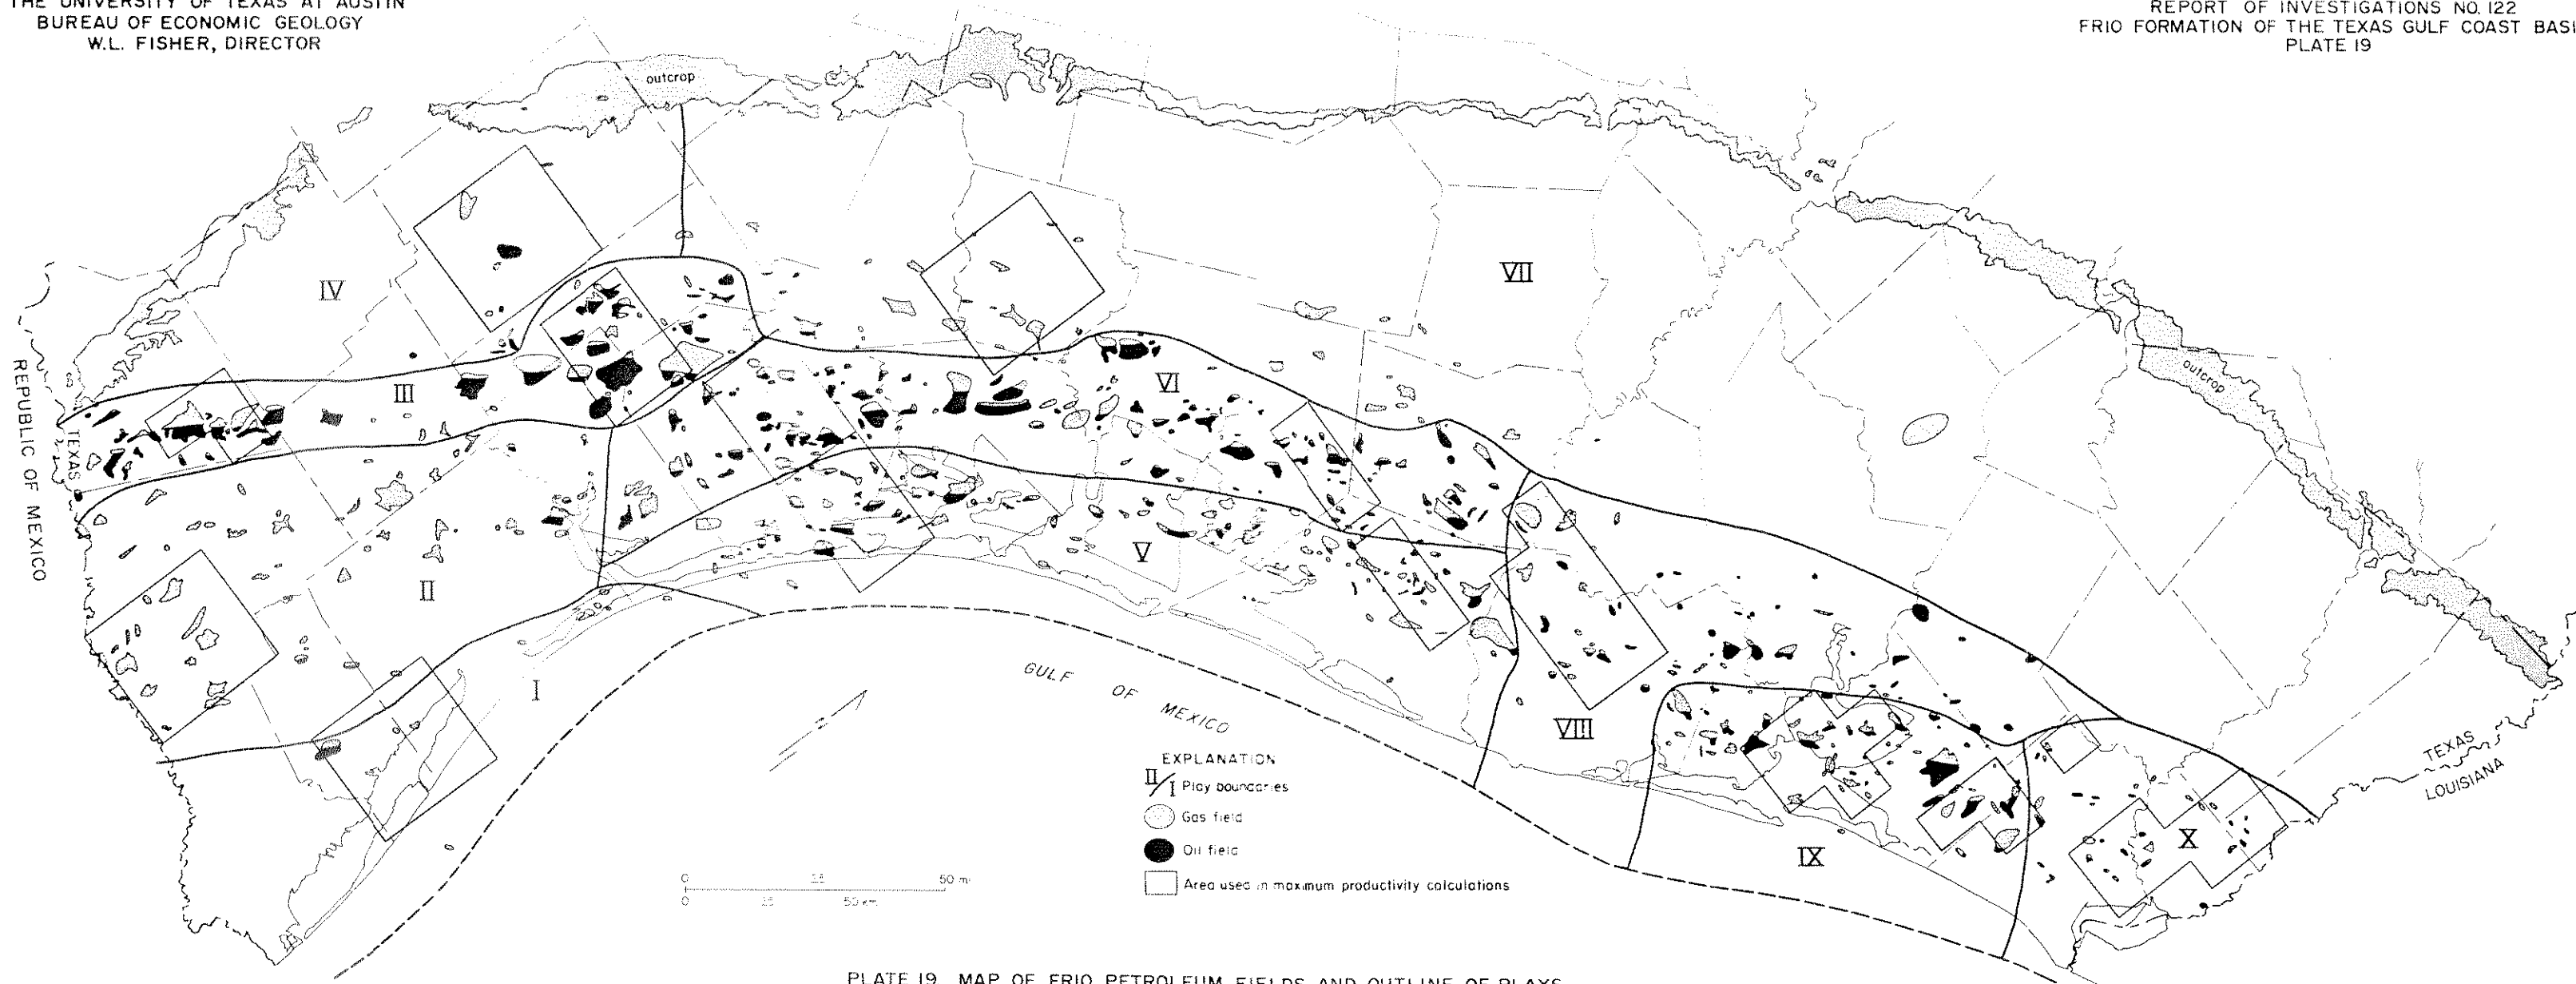 THE UNIVERSITY OF TEXAS AT AUSTIN
BUREAU OF ECONOMIC GEOLOGY
W.L. FISHER, DIRECTOR
REPORT OF INVESTIGATIONS NO. 122
FRIO FORMATION OF THE TEXAS GULF COAST BASI
PLATE 19
outcrop
IV
VII
REPUBLIC OF MEXICO
TEXAS
III
VI
outcrop
II
V
I
GULF OF MEXICO
VIII
EXPLANATION
II/I Play boundaries
Gas field
Oil field
Area used in maximum productivity calculations
0 25 50 mi
0 25 50 km
IX
X
TEXAS
LOUISIANA
PLATE 19. MAP OF FRIO PETROLEUM FIELDS AND OUTLINE OF PLAYS